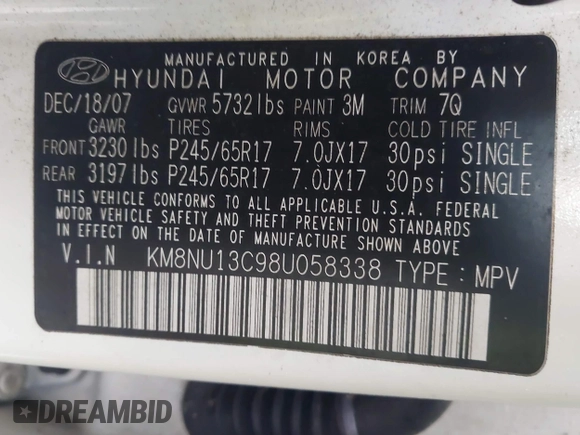 MANUFACTURED IN KOREA BY
HYUNDAI MOTOR COMPANY
DEC/18/07 GVWR 5732lbs PAINT 3M TRIM 7Q
GAWR TIRES RIMS COLD TIRE INFL
FRONT 3230lbs P245/65R17 7.0JX17 30psi SINGLE
REAR 3197lbs P245/65R17 7.0JX17 30psi SINGLE
THIS VEHICLE CONFORMS TO ALL APPLICABLE U.S.A. FEDERAL
MOTOR VEHICLE SAFETY AND THEFT PREVENTION STANDARDS
IN EFFECT ON THE DATE OF MANUFACTURE SHOWN ABOVE.
V.I.N KM8NU13C98U058338 TYPE : MPV
DREAMBID